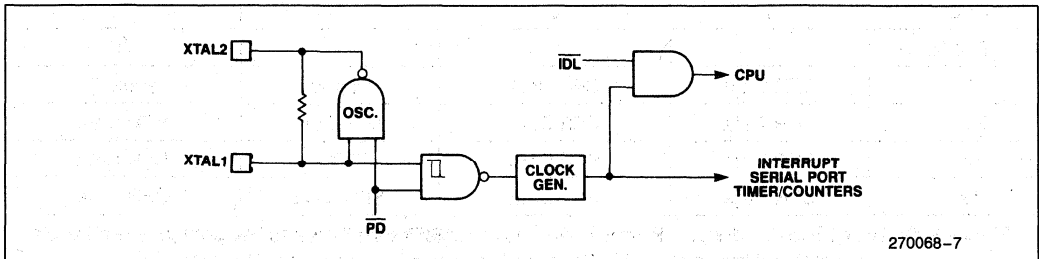 XTAL2
IDL
CPU
OSC.
XTAL1
CLOCK
GEN.
INTERRUPT
SERIAL PORT
TIMER/COUNTERS
PD
270068-7